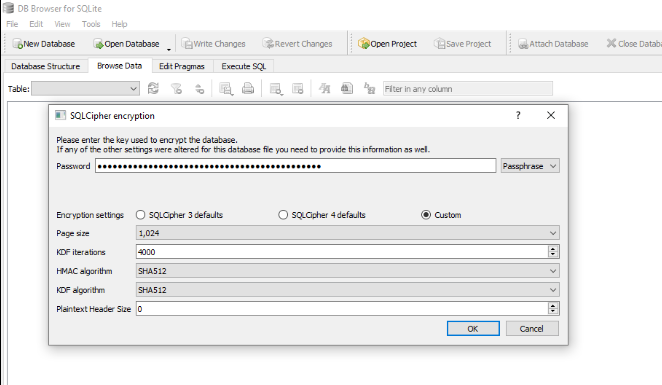 DB Browser for SQLite
File Edit View Tools Help
New Database Open Database Write Changes Revert Changes Open Project Save Project Attach Database Close
Database Structure Browse Data Edit Pragmas Execute SQL
Table: Filter in any column
SQLCipher encryption ?
Please enter the key used to encrypt the database.
If any of the other settings were altered for this database file you need to provide this information as well.
Password ●●●●●●●●●●●●●●●●●●●●●●●●●●●●●●●●●●●●●●●●●●● Passphrase
Encryption settings SQLCipher 3 defaults SQLCipher 4 defaults Custom
Page size 1,024
KDF iterations 4000
HMAC algorithm SHA512
KDF algorithm SHA512
Plaintext Header Size 0
OK Cancel